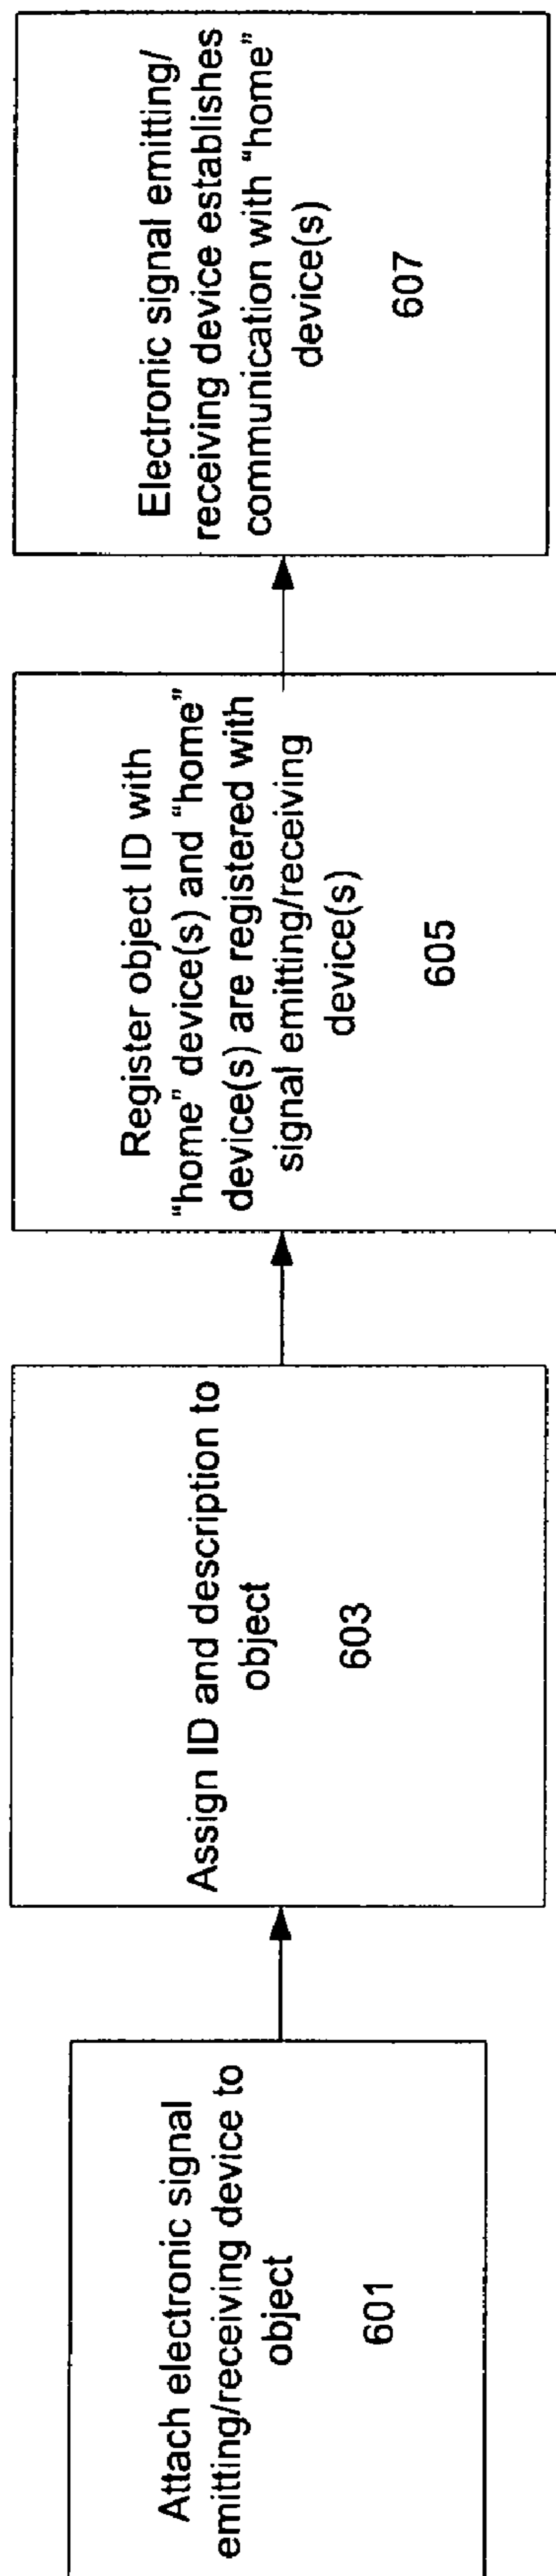 Attach electronic signal
emitting/receiving device to
object
601
Assign ID and description to
object
603
Register object ID with
“home” device(s) and “home”
device(s) are registered with
signal emitting/receiving
device(s)
605
Electronic signal emitting/
receiving device establishes
communication with “home”
device(s)
607